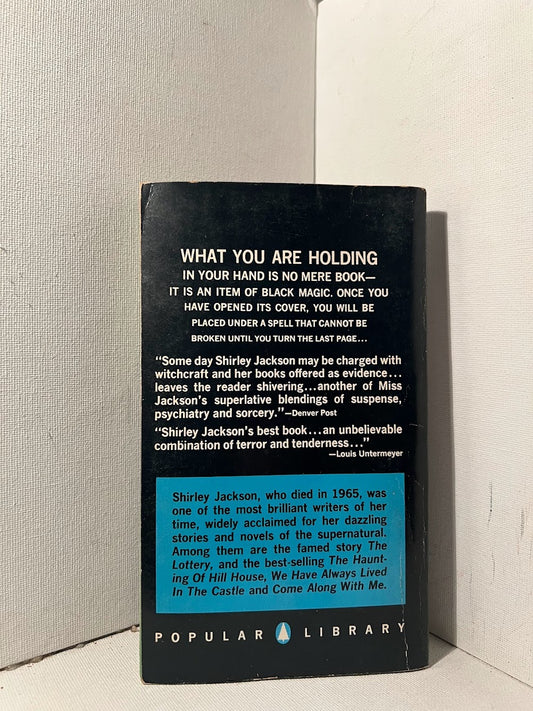 WHAT YOU ARE HOLDING
IN YOUR HAND IS NO MERE BOOK—
IT IS AN ITEM OF BLACK MAGIC. ONCE YOU
HAVE OPENED ITS COVER, YOU WILL BE
PLACED UNDER A SPELL THAT CANNOT BE
BROKEN UNTIL YOU TURN THE LAST PAGE...
"Some day Shirley Jackson may be charged with
witchcraft and her books offered as evidence...
leaves the reader shivering...another of Miss
Jackson's superlative blendings of suspense,
psychiatry and sorcery."—Denver Post
"Shirley Jackson's best book...an unbelievable
combination of terror and tenderness..."
—Louis Untermeyer
Shirley Jackson, who died in 1965, was
one of the most brilliant writers of her
time, widely acclaimed for her dazzling
stories and novels of the supernatural.
Among them are the famed story The
Lottery, and the best-selling The Haunt-
ing Of Hill House, We Have Always Lived
In The Castle and Come Along With Me.
POPULAR LIBRARY